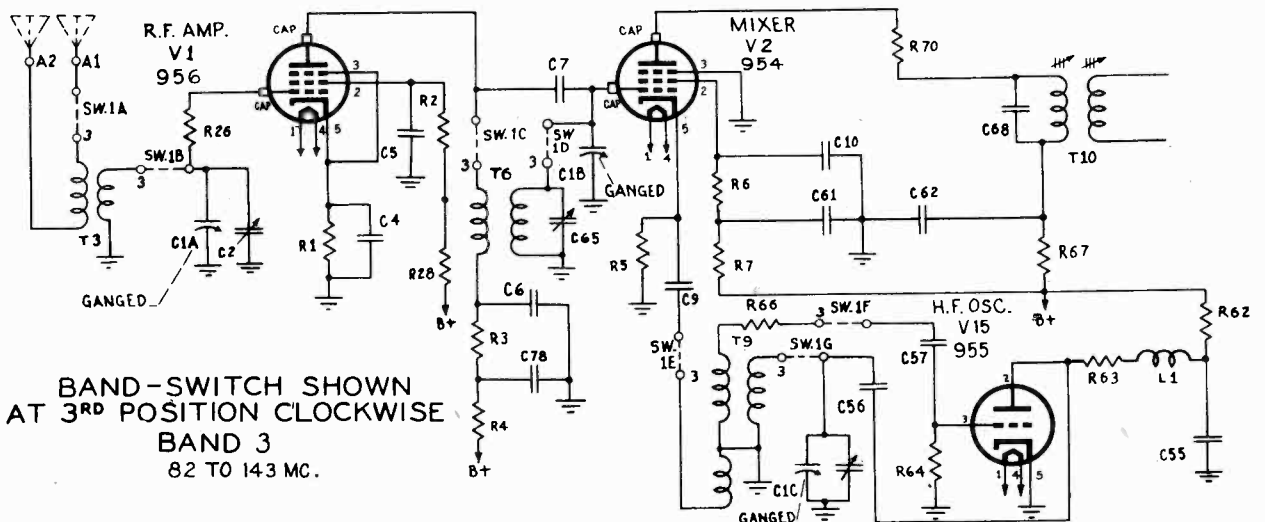 R.F. AMP.
V1
956
MIXER
V2
954
H.F. OSC.
V15
955
A2
A1
SW.1A
3
T3
SW.1B
3
R26
C1A
C2
GANGED
CAP
CAP
3
2
1
4
5
C5
R2
R1
C4
R28
B+
SW.1C
3
T6
C6
R3
C78
R4
B+
C7
SW
1D
3
C1B
C65
GANGED
CAP
CAP
3
2
1
4
5
R5
C9
R6
R7
C10
C61
C62
R70
C68
T10
R67
B+
R62
SW.
1E
3
T9
R66
3
SW.1F
SW.1G
3
C1C
GANGED
C56
C57
R64
2
3
1
4
5
R63
L1
C55
BAND-SWITCH SHOWN
AT 3RD POSITION CLOCKWISE
BAND 3
82 TO 143 MC.